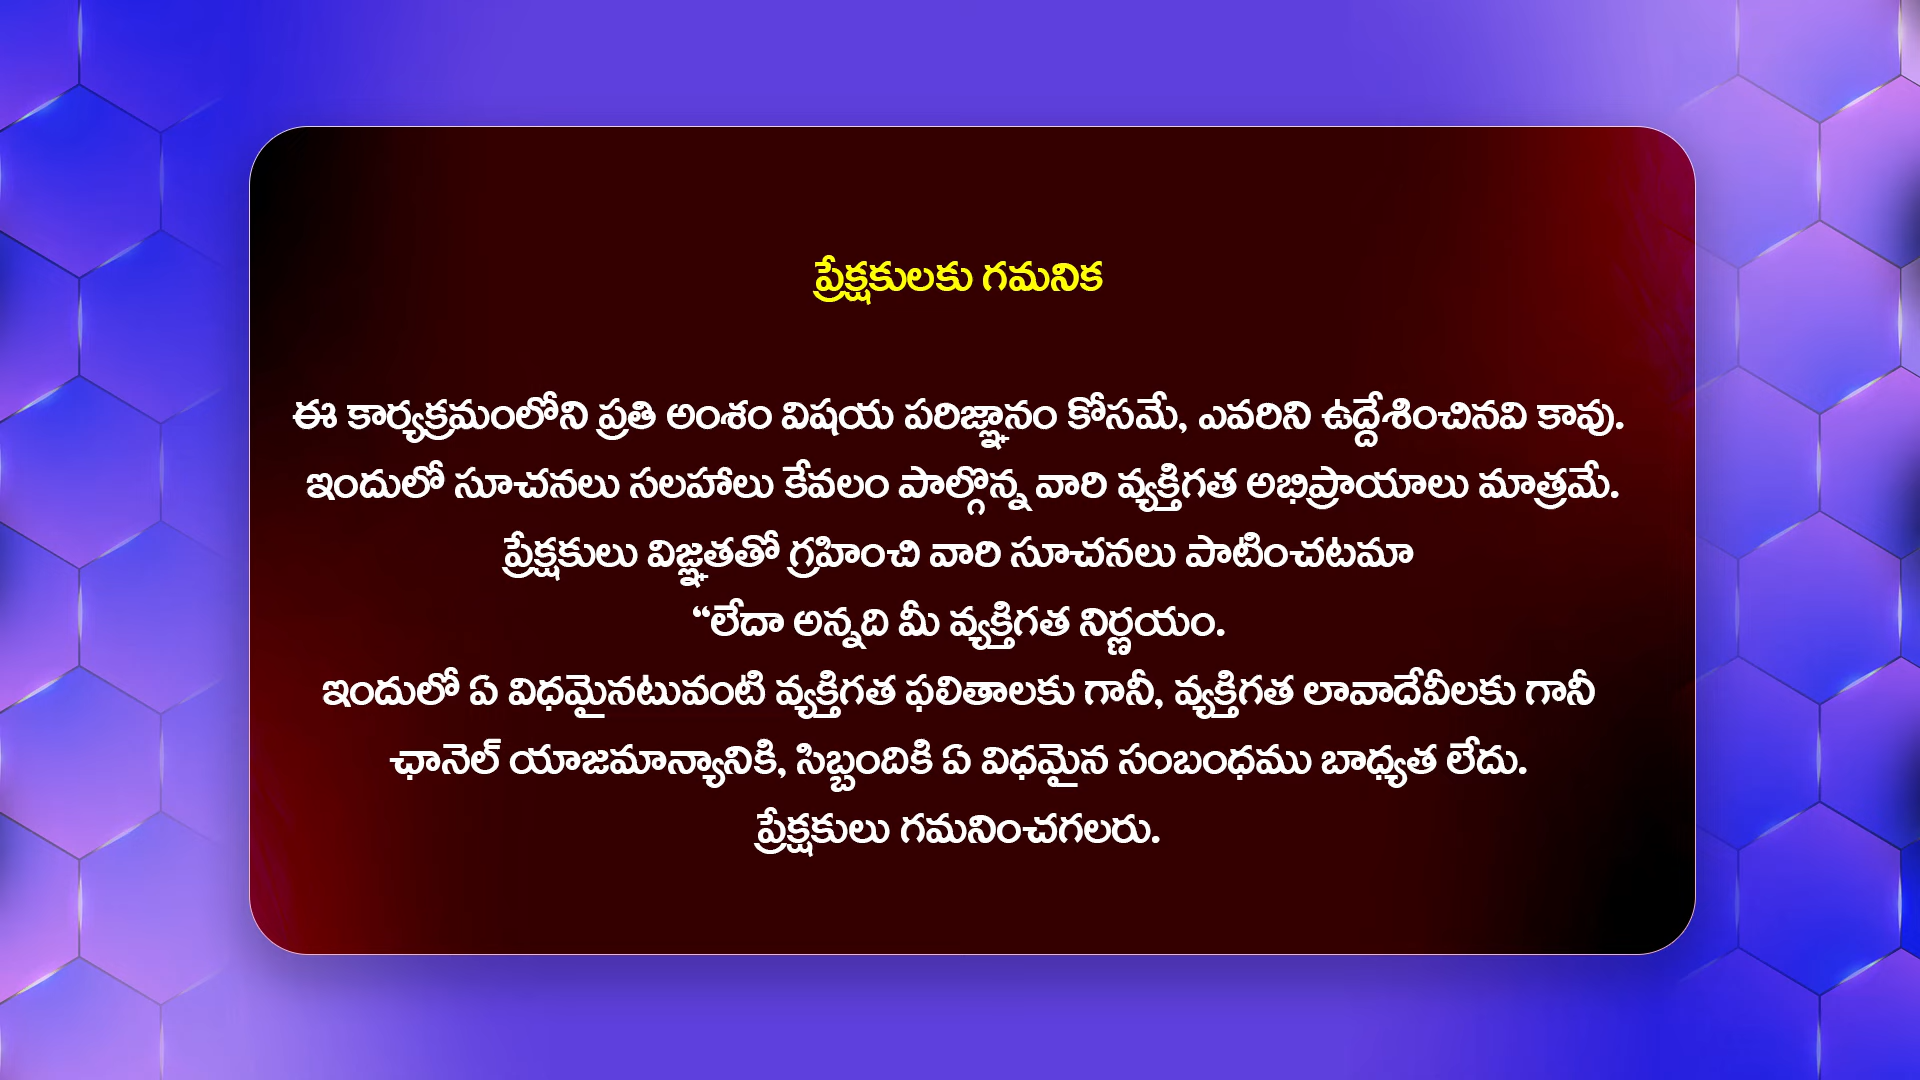 ప్రేక్షకులకు గమనిక
ఈ కార్యక్రమంలోని ప్రతి అంశం విషయ పరిజ్ఞానం కోసమే, ఎవరిని ఉద్దేశించినవి కావు.
ఇందులో సూచనలు సలహాలు కేవలం పాల్గొన్న వారి వ్యక్తిగత అభిప్రాయాలు మాత్రమే.
ప్రేక్షకులు విజ్ఞతతో గ్రహించి వారి సూచనలు పాటించటమా
“లేదా అన్నది మీ వ్యక్తిగత నిర్ణయం.
ఇందులో ఏ విధమైనటువంటి వ్యక్తిగత ఫలితాలకు గానీ, వ్యక్తిగత లావాదేవీలకు గానీ
ఛానెల్ యాజమాన్యానికి, సిబ్బందికి ఏ విధమైన సంబంధము బాధ్యత లేదు.
ప్రేక్షకులు గమనించగలరు.